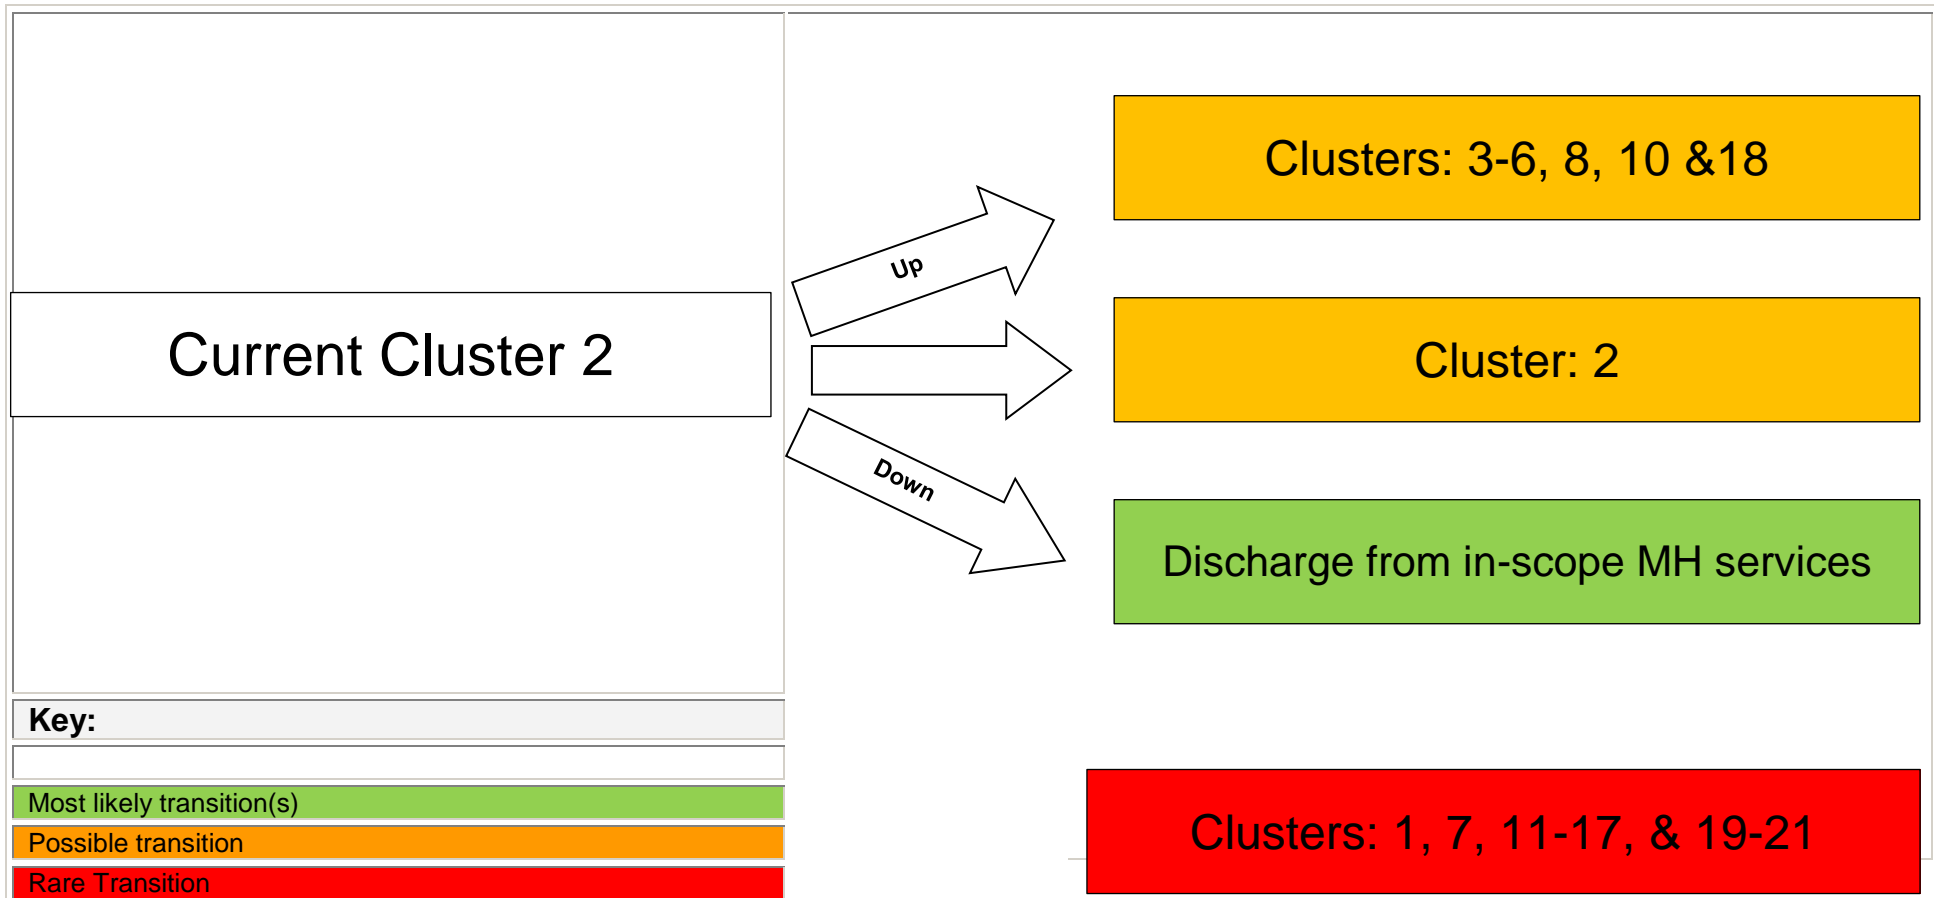 Clusters: 3-6, 8, 10 &18
Up
Current Cluster 2
Cluster: 2
Down
Discharge from in-scope MH services
Key:
Most likely transition(s)
Possible transition
Rare Transition
Clusters: 1, 7, 11-17, & 19-21